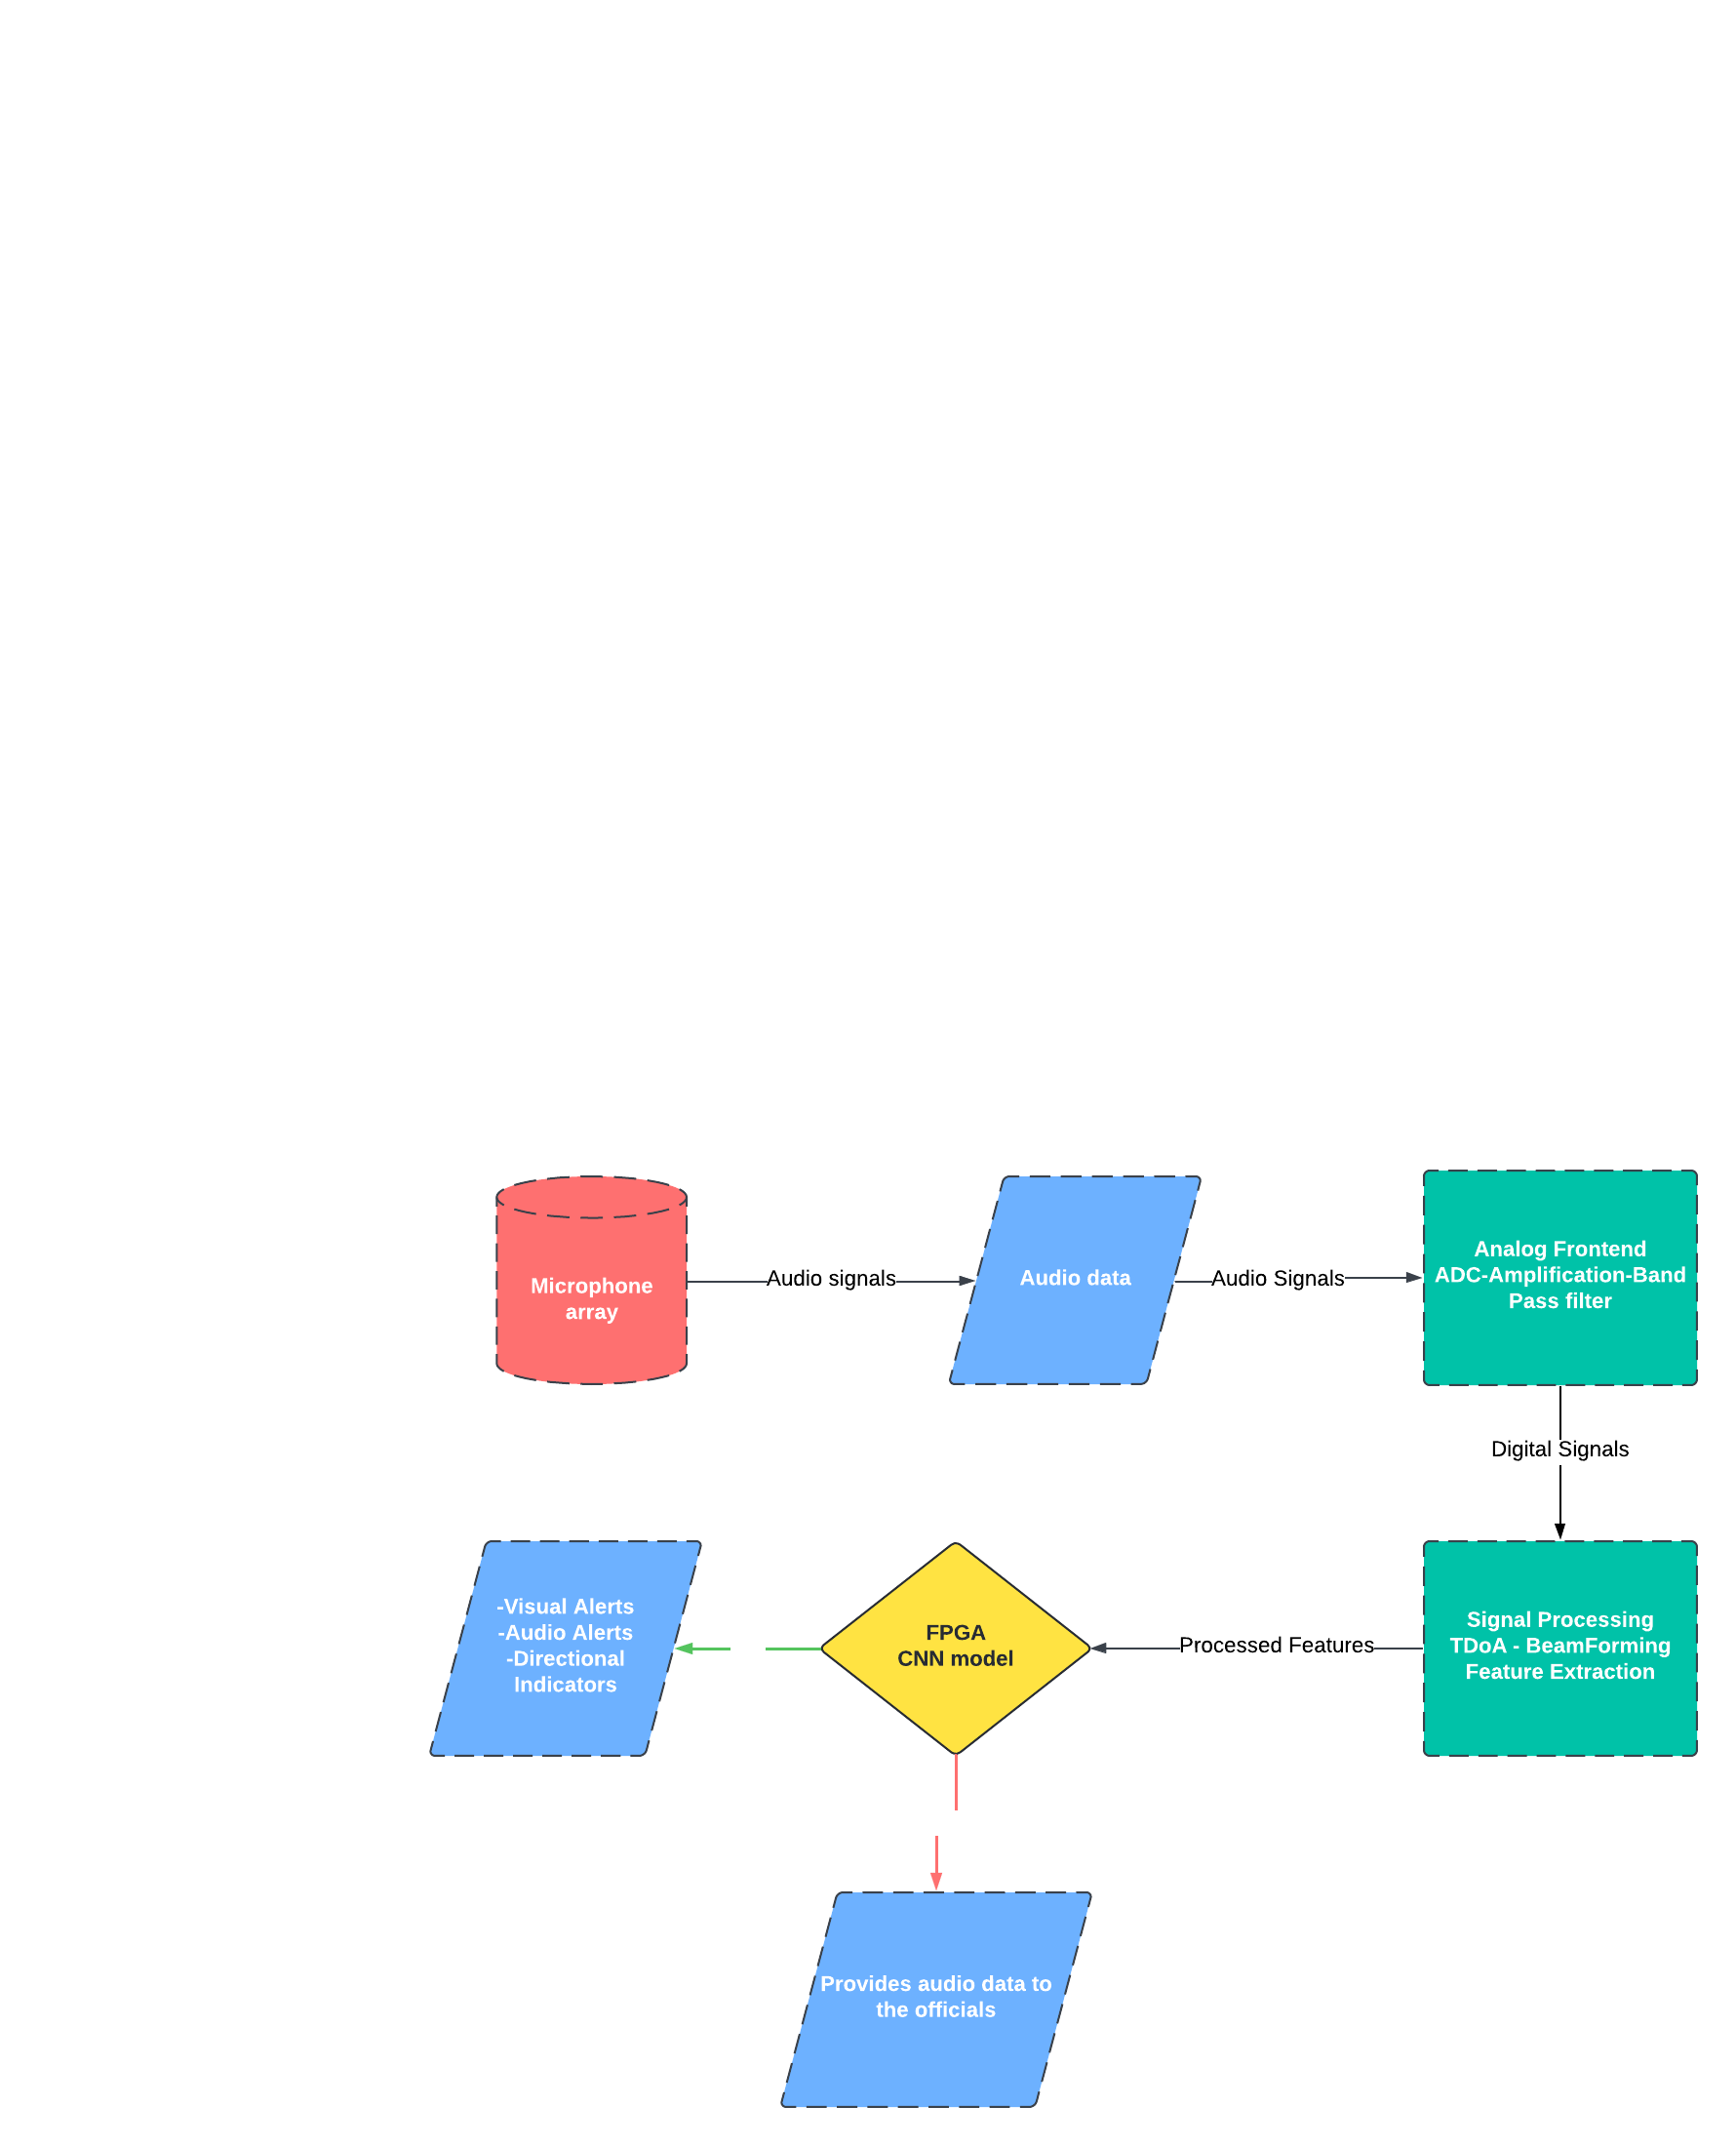 Microphone
array
Audio signals
Audio data
Audio Signals
Analog Frontend
ADC-Amplification-Band
Pass filter
Digital Signals
-Visual Alerts
-Audio Alerts
-Directional
Indicators
FPGA
CNN model
Processed Features
Signal Processing
TDoA - BeamForming
Feature Extraction
Provides audio data to
the officials